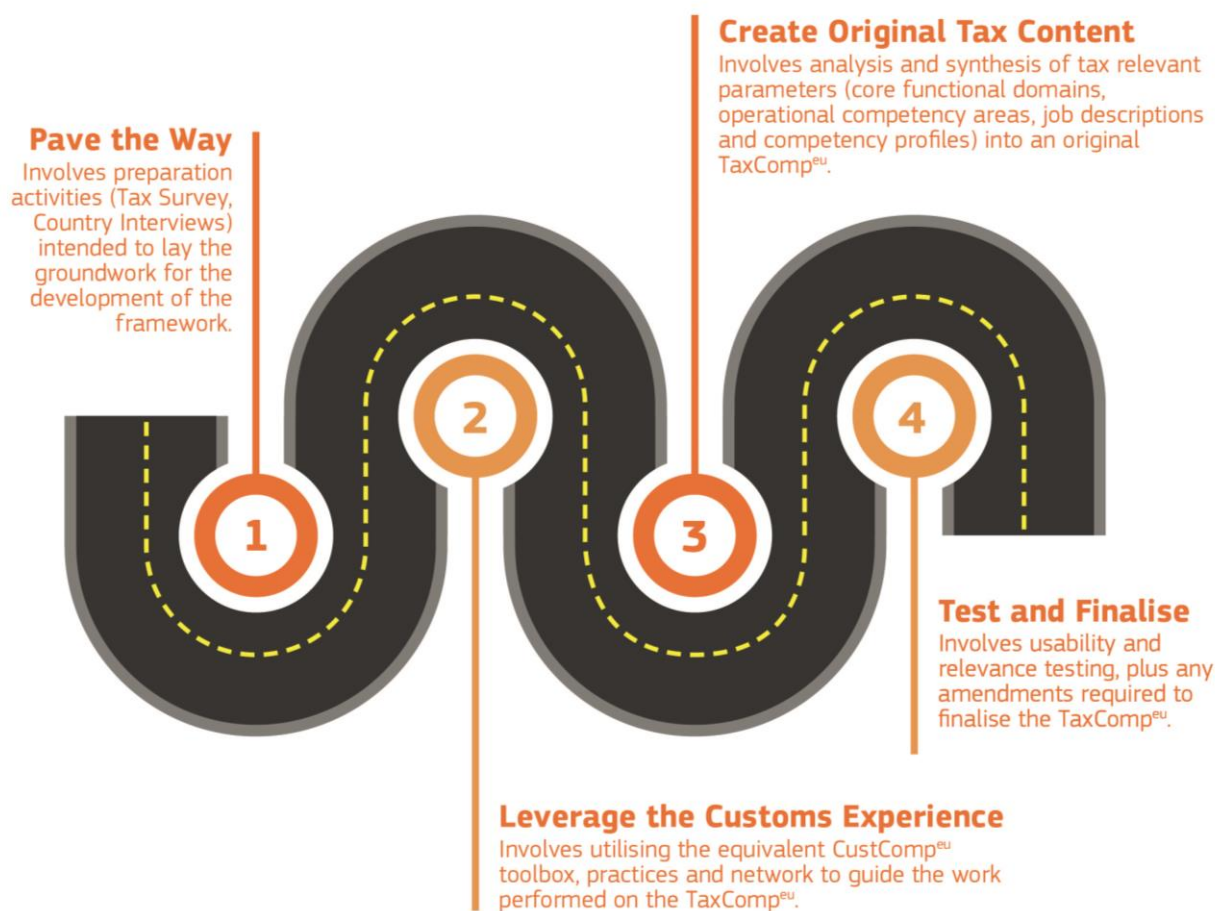 Pave the Way
Involves preparation
activities (Tax Survey,
Country Interviews)
intended to lay the
groundwork for the
development of the
framework.
1
2
Leverage the Customs Experience
Involves utilising the equivalent CustCompᵉᵘ
toolbox, practices and network to guide the work
performed on the TaxCompᵉᵘ.
Create Original Tax Content
Involves analysis and synthesis of tax relevant
parameters (core functional domains,
operational competency areas, job descriptions
and competency profiles) into an original
TaxCompᵉᵘ.
3
4
Test and Finalise
Involves usability and
relevance testing, plus any
amendments required to
finalise the TaxCompᵉᵘ.